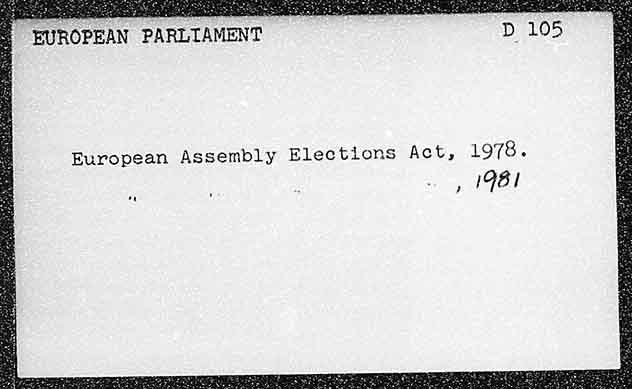 EUROPEAN PARLIAMENT D 105
European Assembly Elections Act, 1978.
" " " " , 1981